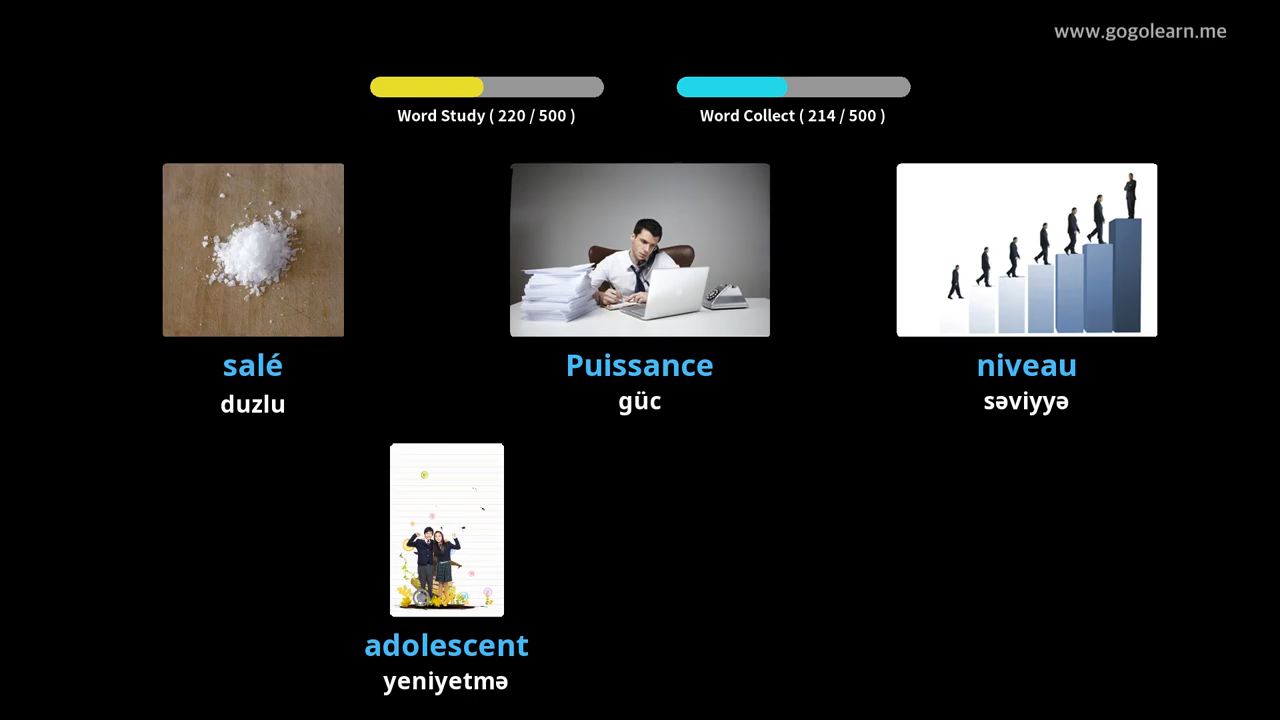 www.gogolearn.me
Word Study ( 220 / 500 )
Word Collect ( 214 / 500 )
salé
duzlu
Puissance
güc
niveau
səviyyə
adolescent
yeniyetmə